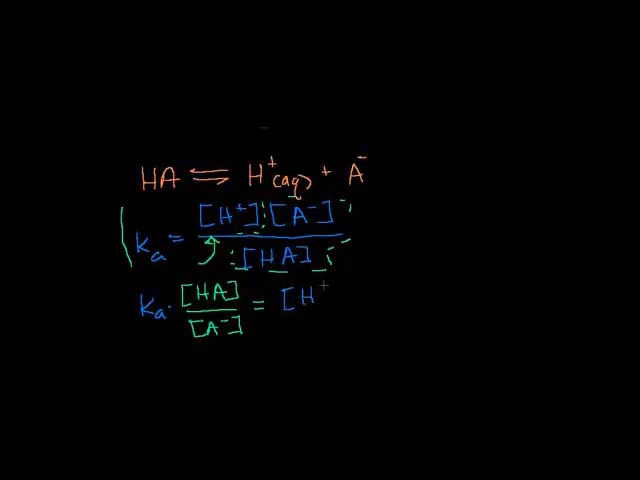 HA ⇌ H⁺(aq) + A⁻
Ka = [H⁺][A⁻] / [HA]
Ka · [HA] / [A⁻] = [H⁺